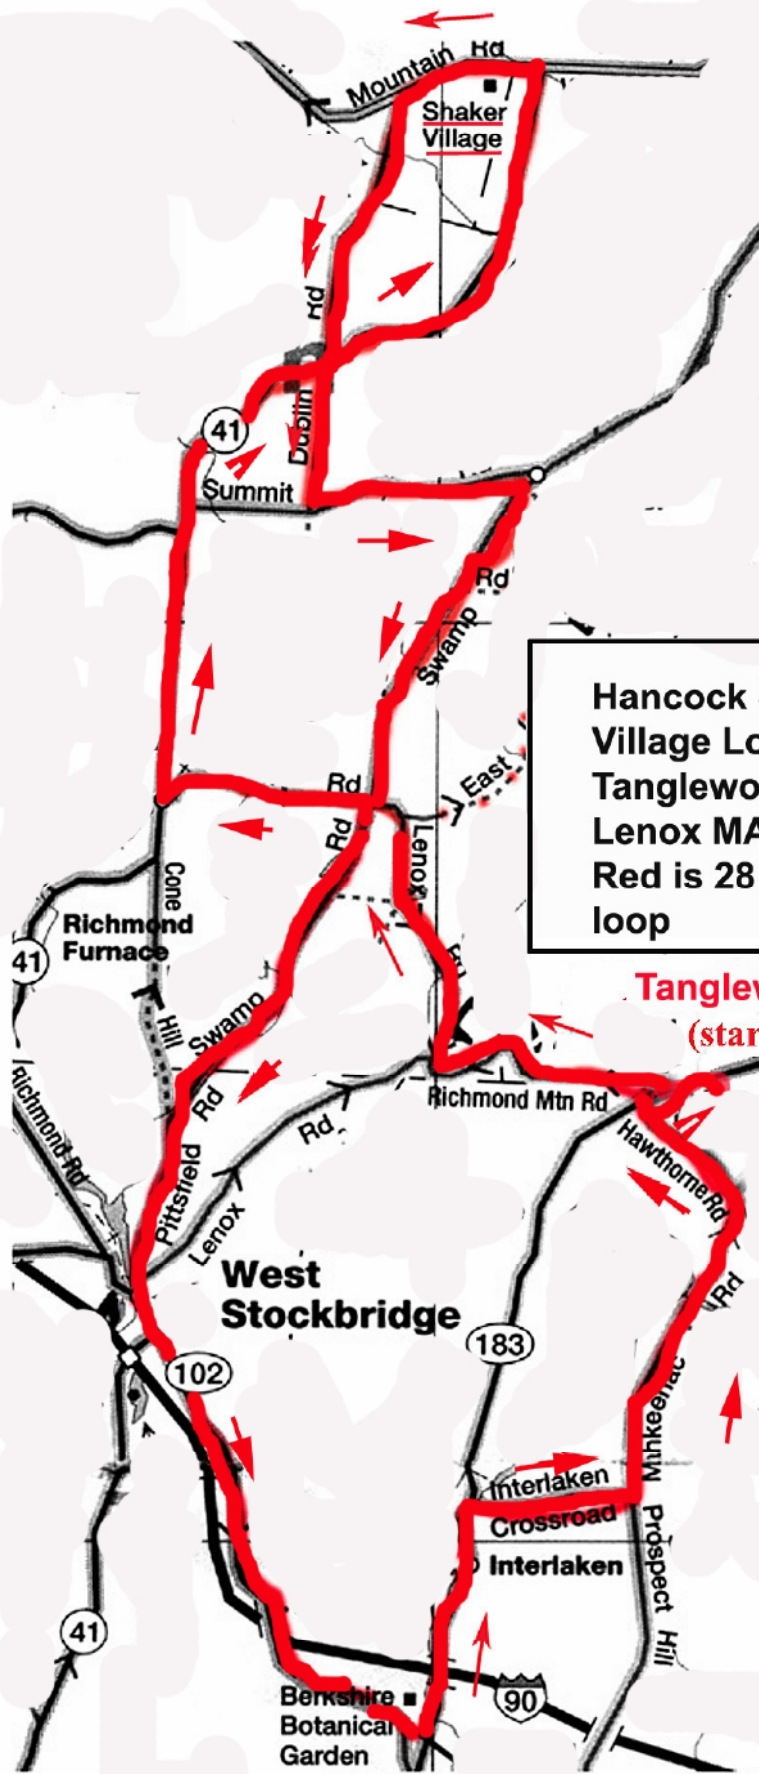 Mountain Rd
Shaker
Village
Rd
41
Dublin
Summit
Rd
Swamp
Hancock
Village Lo
Tanglewo
Lenox MA
Red is 28
loop
East
Rd
Rd
Lenox
Cone
Richmond
Furnace
41
Rd
Hill
Swamp
Rd
Tanglew
(star
Richmond Mtn Rd
Richmond Rd
Rd
Hawthorne Rd
Pittsfield
Lenox
West
Stockbridge
Rd
183
102
Mhkeenac
Interlaken
Crossroad
Interlaken
Prospect Hill
41
Berkshire
Botanical
Garden
90